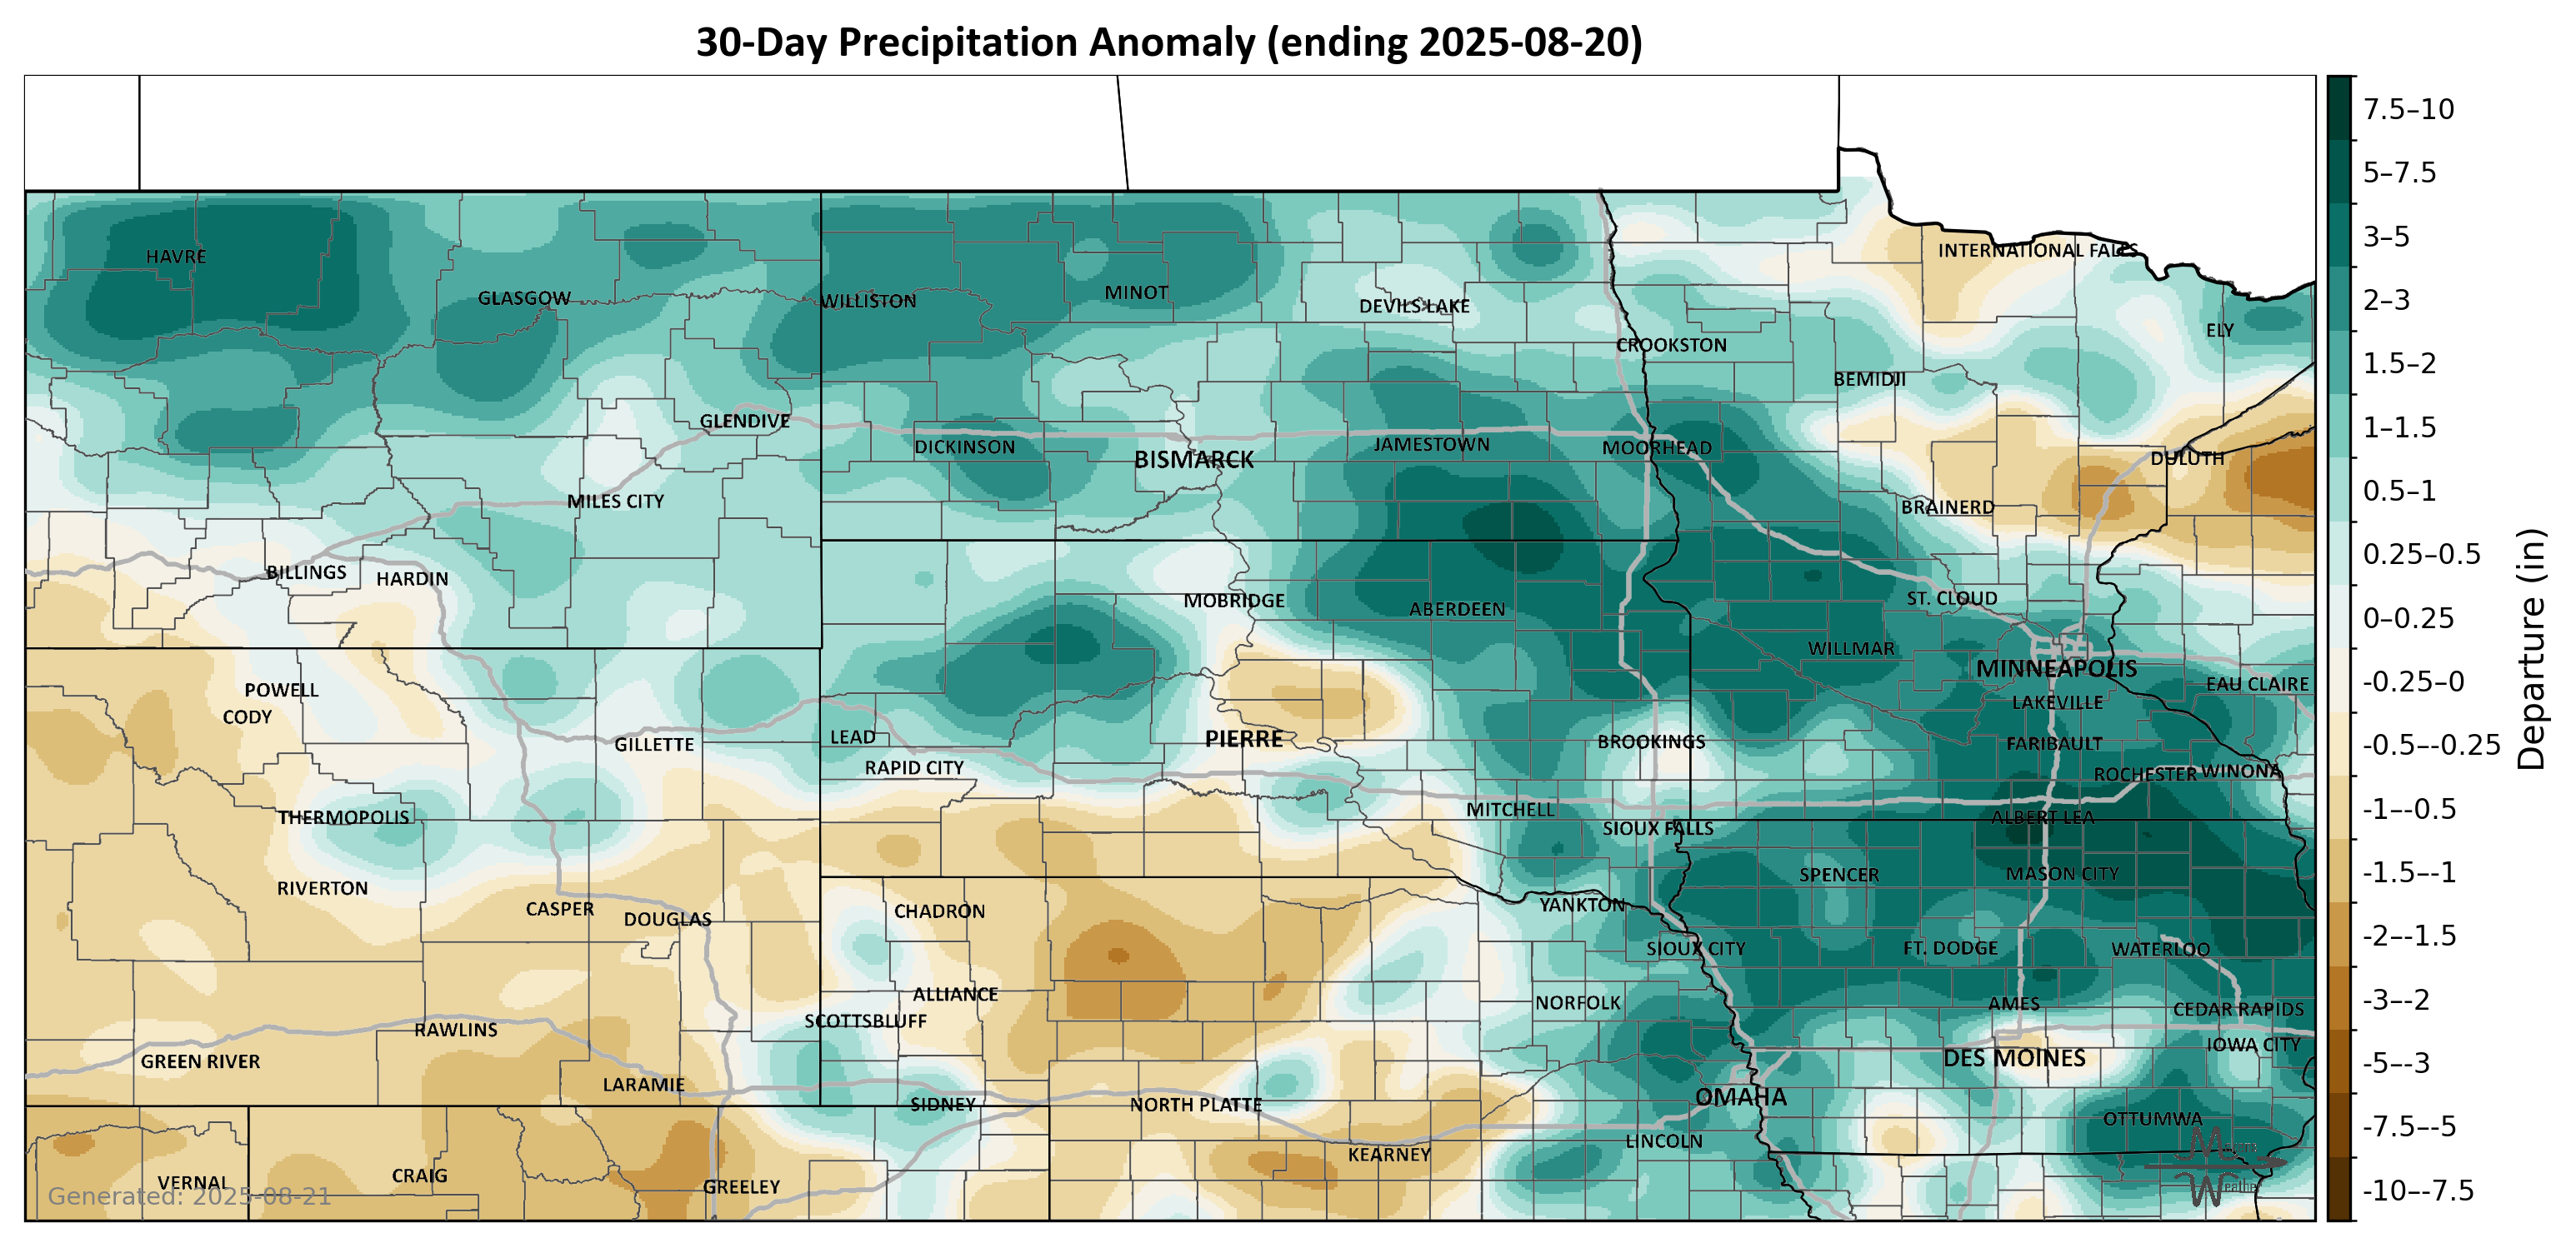 30-Day Precipitation Anomaly (ending 2025-08-20)
HAVRE
GLASGOW
WILLISTON
MINOT
DEVILS LAKE
INTERNATIONAL FALLS
ELY
CROOKSTON
BEMIDJI
GLENDIVE
DICKINSON
BISMARCK
JAMESTOWN
MOORHEAD
DULUTH
MILES CITY
BRAINERD
BILLINGS
HARDIN
MOBRIDGE
ABERDEEN
ST. CLOUD
WILLMAR
MINNEAPOLIS
EAU CLAIRE
POWELL
CODY
LAKEVILLE
GILLETTE
LEAD
PIERRE
BROOKINGS
FARIBAULT
RAPID CITY
ROCHESTER
WINONA
THERMOPOLIS
MITCHELL
SIOUX FALLS
ALBERT LEA
RIVERTON
SPENCER
MASON CITY
CASPER
DOUGLAS
CHADRON
YANKTON
SIOUX CITY
FT. DODGE
WATERLOO
ALLIANCE
NORFOLK
AMES
CEDAR RAPIDS
SCOTTSBLUFF
RAWLINS
GREEN RIVER
DES MOINES
IOWA CITY
LARAMIE
SIDNEY
NORTH PLATTE
OMAHA
OTTUMWA
LINCOLN
KEARNEY
VERNAL
CRAIG
GREELEY
Generated: 2025-08-21
7.5–10
5–7.5
3–5
2–3
1.5–2
1–1.5
0.5–1
0.25–0.5
0–0.25
-0.25–0
-0.5–-0.25
-1–-0.5
-1.5–-1
-2–-1.5
-3–-2
-5–-3
-7.5–-5
-10–-7.5
Departure (in)